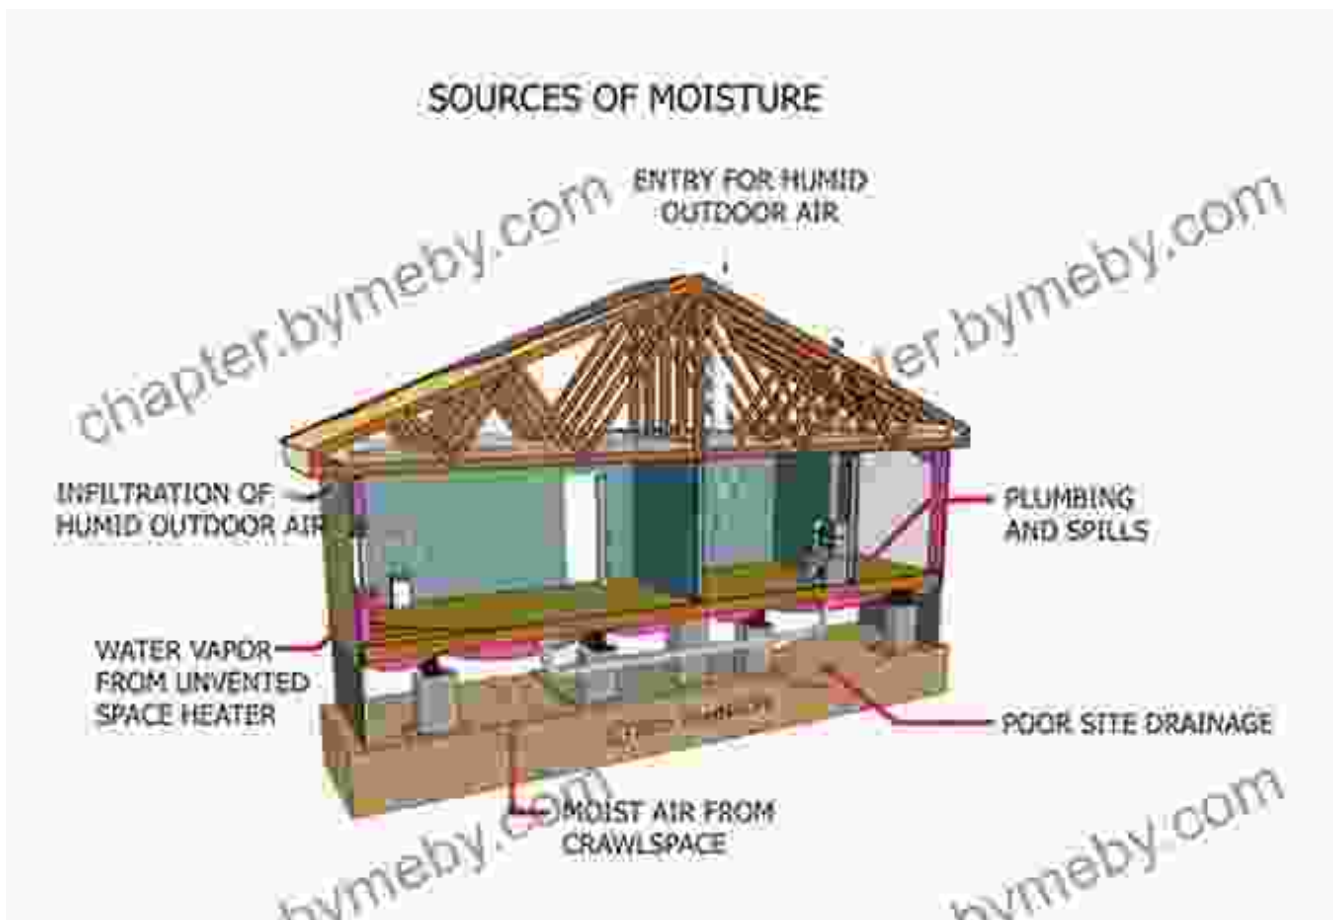 SOURCES OF MOISTURE
ENTRY FOR HUMID
OUTDOOR AIR
chapter.bymeby.com
ter.bymeby.com
INFILTRATION OF
HUMID OUTDOOR AIR
PLUMBING
AND SPILLS
WATER VAPOR
FROM UNVENTED
SPACE HEATER
POOR SITE DRAINAGE
MOIST AIR FROM
CRAWLSPACE
bymeby.com
bymeby.com